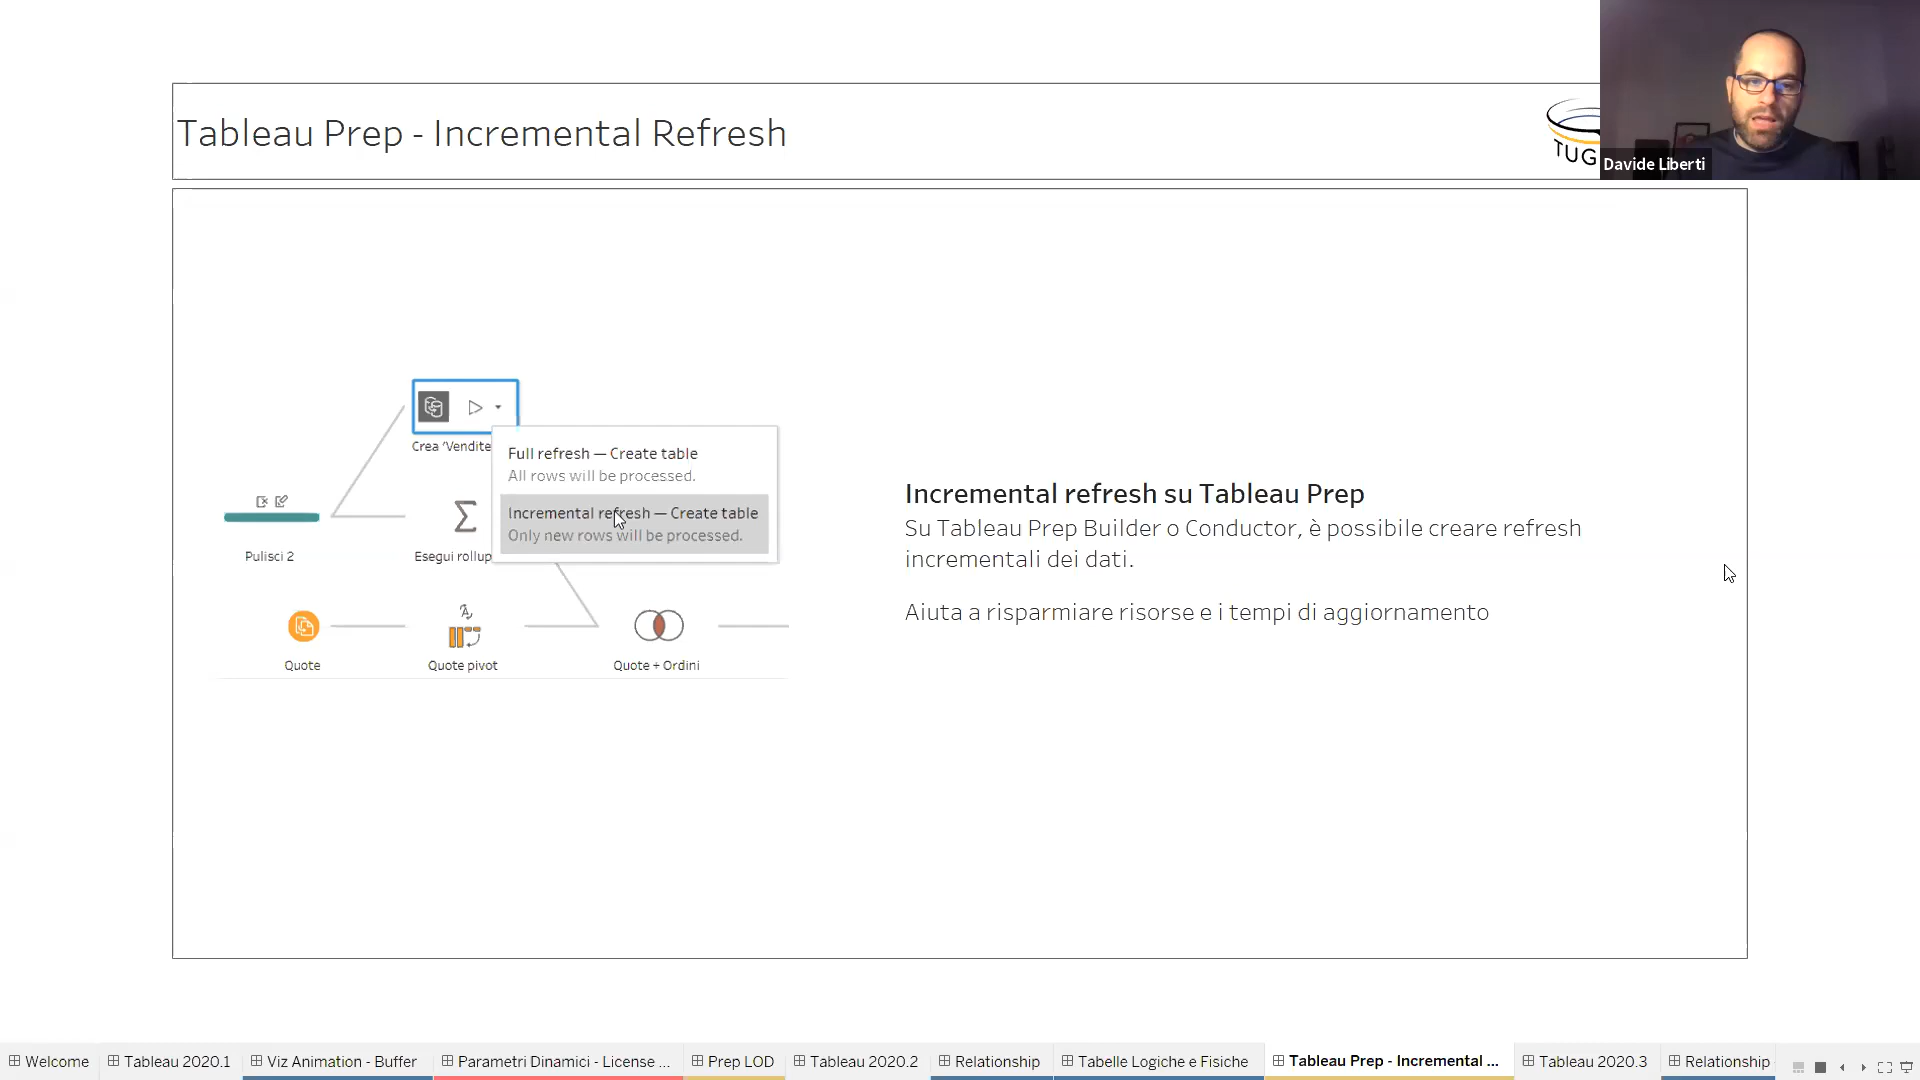 Tableau Prep - Incremental Refresh
TUG
Davide Liberti
Crea 'Vendite
Full refresh — Create table
All rows will be processed.
Incremental refresh — Create table
Only new rows will be processed.
Pulisci 2
Esegui rollup
Quote
Quote pivot
Quote + Ordini
Incremental refresh su Tableau Prep
Su Tableau Prep Builder o Conductor, è possibile creare refresh
incrementali dei dati.
Aiuta a risparmiare risorse e i tempi di aggiornamento
Welcome
Tableau 2020.1
Viz Animation - Buffer
Parametri Dinamici - License ...
Prep LOD
Tableau 2020.2
Relationship
Tabelle Logiche e Fisiche
Tableau Prep - Incremental ...
Tableau 2020.3
Relationship